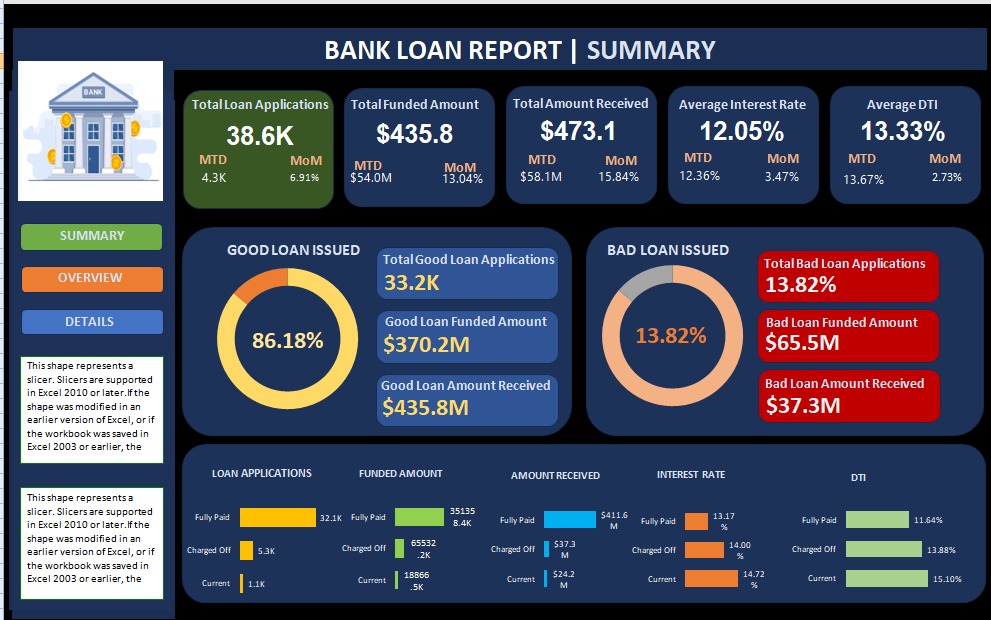 BANK LOAN REPORT | SUMMARY
BANK
SUMMARY
OVERVIEW
DETAILS
This shape represents a
slicer. Slicers are supported
in Excel 2010 or later.If the
shape was modified in an
earlier version of Excel, or if
the workbook was saved in
Excel 2003 or earlier, the
This shape represents a
slicer. Slicers are supported
in Excel 2010 or later.If the
shape was modified in an
earlier version of Excel, or if
the workbook was saved in
Excel 2003 or earlier, the
Total Loan Applications
38.6K
MTD MoM
4.3K 6.91%
Total Funded Amount
$435.8
MTD MoM
$54.0M 13.04%
Total Amount Received
$473.1
MTD MoM
$58.1M 15.84%
Average Interest Rate
12.05%
MTD MoM
12.36% 3.47%
Average DTI
13.33%
MTD MoM
13.67% 2.73%
GOOD LOAN ISSUED
86.18%
Total Good Loan Applications
33.2K
Good Loan Funded Amount
$370.2M
Good Loan Amount Received
$435.8M
BAD LOAN ISSUED
13.82%
Total Bad Loan Applications
13.82%
Bad Loan Funded Amount
$65.5M
Bad Loan Amount Received
$37.3M
LOAN APPLICATIONS
Fully Paid 32.1K
Charged Off 5.3K
Current 1.1K
FUNDED AMOUNT
Fully Paid 35135
8.4K
Charged Off 65532
.2K
Current 18866
.5K
AMOUNT RECEIVED
Fully Paid $411.6
M
Charged Off $37.3
M
Current $24.2
M
INTEREST RATE
Fully Paid 13.17
%
Charged Off 14.00
%
Current 14.72
%
DTI
Fully Paid 11.64%
Charged Off 13.88%
Current 15.10%